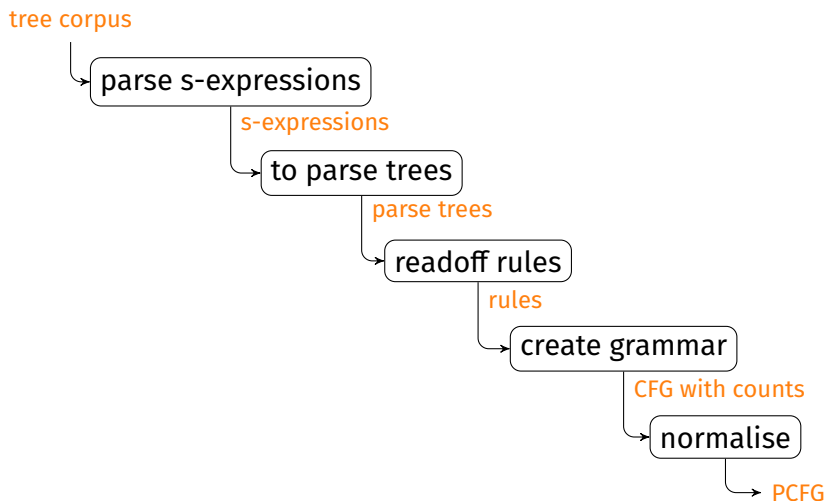 tree corpus
parse s-expressions
s-expressions
to parse trees
parse trees
readoff rules
rules
create grammar
CFG with counts
normalise
PCFG